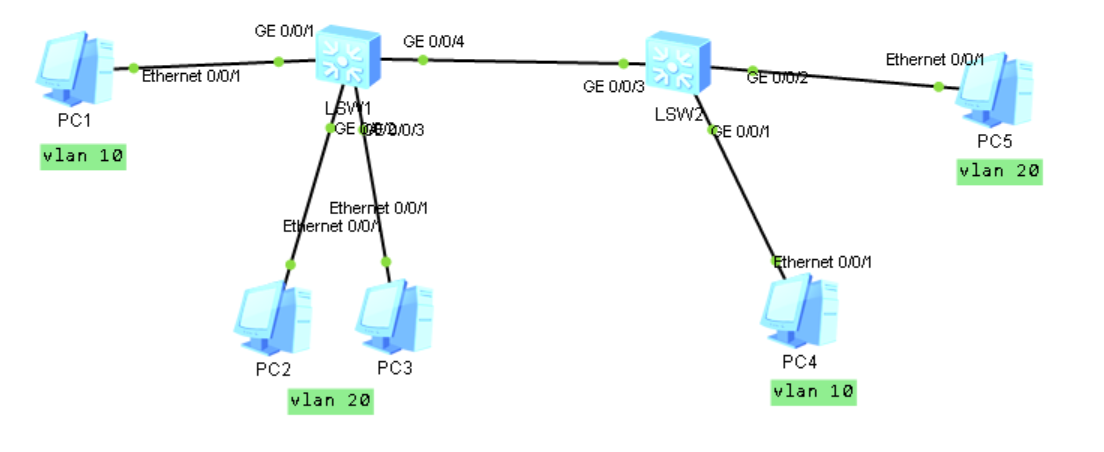 GE 0/0/1
GE 0/0/4
Ethernet 0/0/1
Ethernet 0/0/1
GE 0/0/3
GE 0/0/2
LSW1
LSW2
PC1
GE 0/0/2
GE 0/0/3
GE 0/0/1
PC5
vlan 10
vlan 20
Ethernet 0/0/1
Ethernet 0/0/1
Ethernet 0/0/1
PC2
PC3
PC4
vlan 20
vlan 10